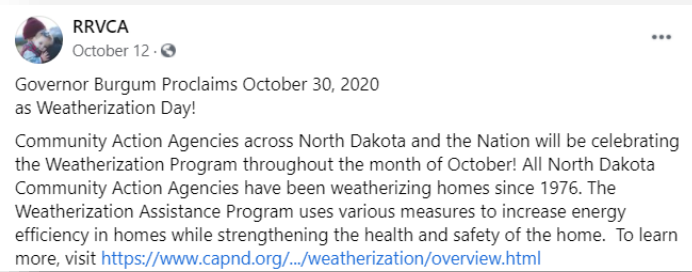 RRVCA
October 12 ·
Governor Burgum Proclaims October 30, 2020
as Weatherization Day!
Community Action Agencies across North Dakota and the Nation will be celebrating
the Weatherization Program throughout the month of October! All North Dakota
Community Action Agencies have been weatherizing homes since 1976. The
Weatherization Assistance Program uses various measures to increase energy
efficiency in homes while strengthening the health and safety of the home.  To learn
more, visit https://www.capnd.org/.../weatherization/overview.html